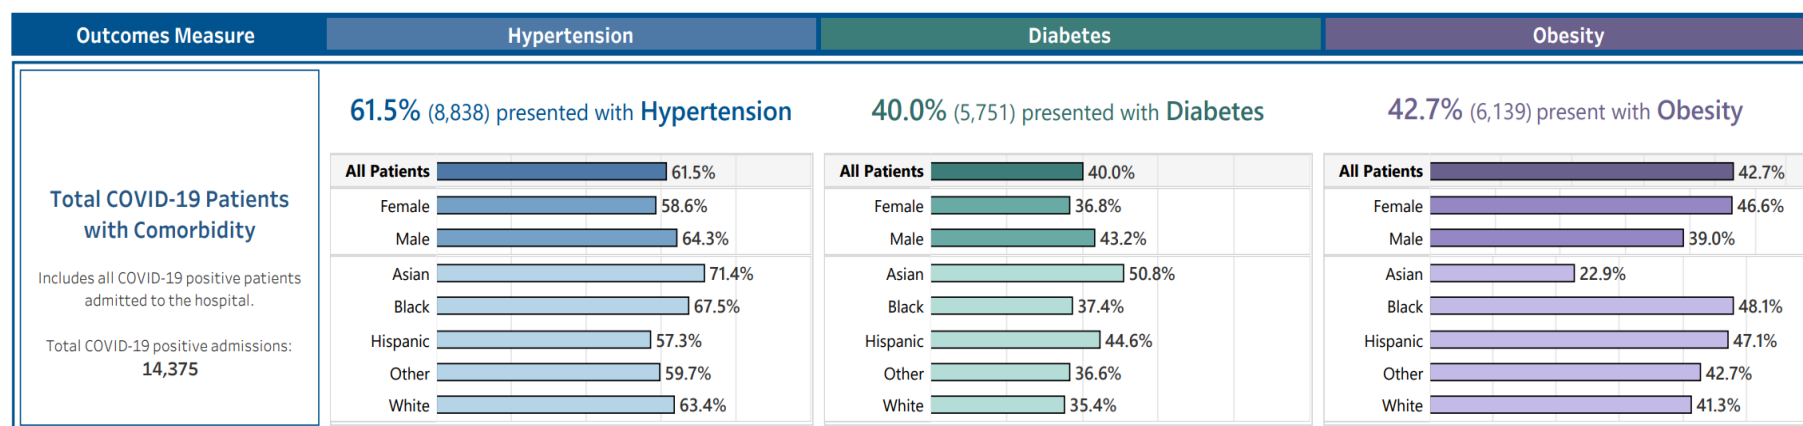 Outcomes Measure
Hypertension
Diabetes
Obesity
Total COVID-19 Patients
with Comorbidity
Includes all COVID-19 positive patients
admitted to the hospital.
Total COVID-19 positive admissions:
14,375
61.5% (8,838) presented with Hypertension
All Patients 61.5%
Female 58.6%
Male 64.3%
Asian 71.4%
Black 67.5%
Hispanic 57.3%
Other 59.7%
White 63.4%
40.0% (5,751) presented with Diabetes
All Patients 40.0%
Female 36.8%
Male 43.2%
Asian 50.8%
Black 37.4%
Hispanic 44.6%
Other 36.6%
White 35.4%
42.7% (6,139) present with Obesity
All Patients 42.7%
Female 46.6%
Male 39.0%
Asian 22.9%
Black 48.1%
Hispanic 47.1%
Other 42.7%
White 41.3%